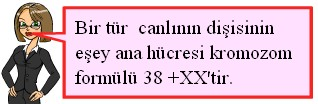 Bir tür canlının dişisinin
eşey ana hücresi kromozom
formülü 38 +XX'tir.